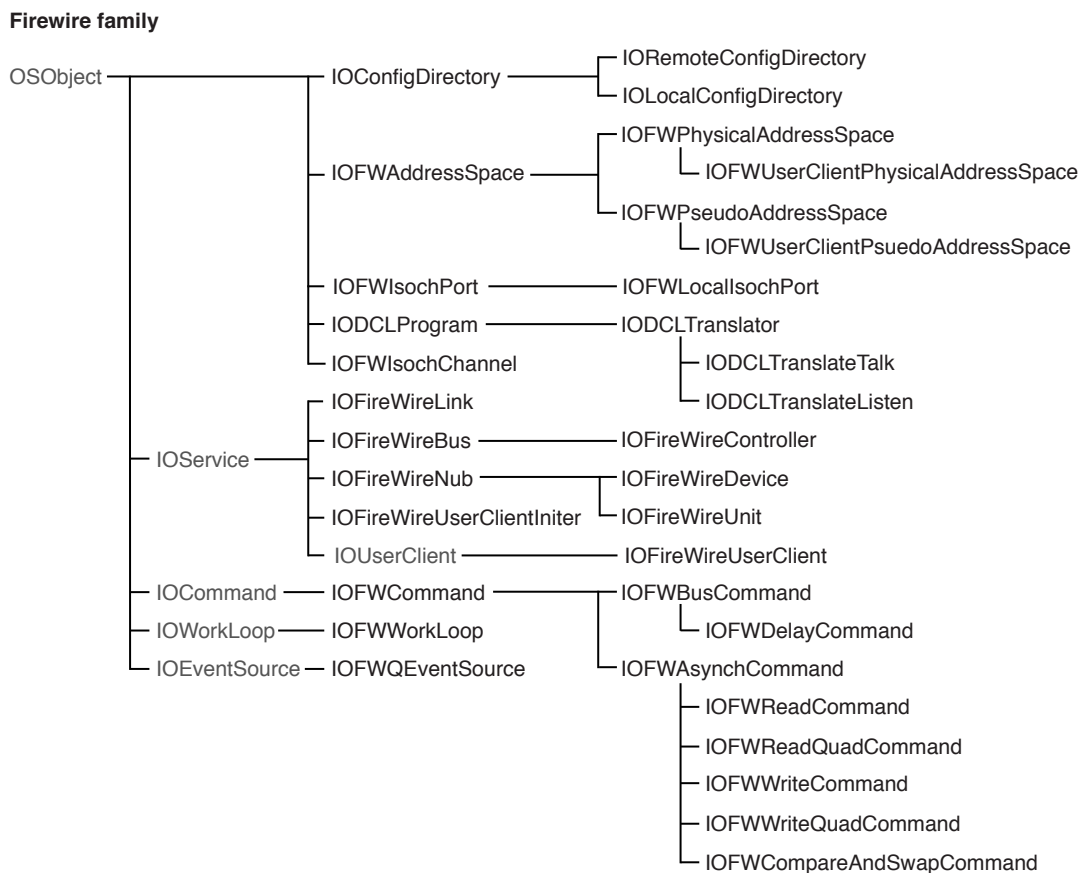 Firewire family
OSObject
IOConfigDirectory
IORemoteConfigDirectory
IOLocalConfigDirectory
IOFWAddressSpace
IOFWPhysicalAddressSpace
IOFWUserClientPhysicalAddressSpace
IOFWPseudoAddressSpace
IOFWUserClientPsuedoAddressSpace
IOFWIsochPort
IOFWLocalIsochPort
IODCLProgram
IODCLTranslator
IOFWIsochChannel
IODCLTranslateTalk
IODCLTranslateListen
IOService
IOFireWireLink
IOFireWireBus
IOFireWireController
IOFireWireNub
IOFireWireDevice
IOFireWireUnit
IOFireWireUserClientIniter
IOUserClient
IOFireWireUserClient
IOCommand
IOFWCommand
IOFWBusCommand
IOFWDelayCommand
IOWorkLoop
IOFWWorkLoop
IOEventSource
IOFWQEventSource
IOFWAsynchCommand
IOFWReadCommand
IOFWReadQuadCommand
IOFWWriteCommand
IOFWWriteQuadCommand
IOFWCompareAndSwapCommand